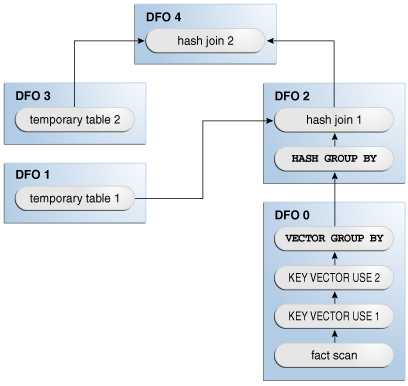 DFO 4
hash join 2
DFO 3
temporary table 2
DFO 2
hash join 1
HASH GROUP BY
DFO 1
temporary table 1
DFO 0
VECTOR GROUP BY
KEY VECTOR USE 2
KEY VECTOR USE 1
fact scan